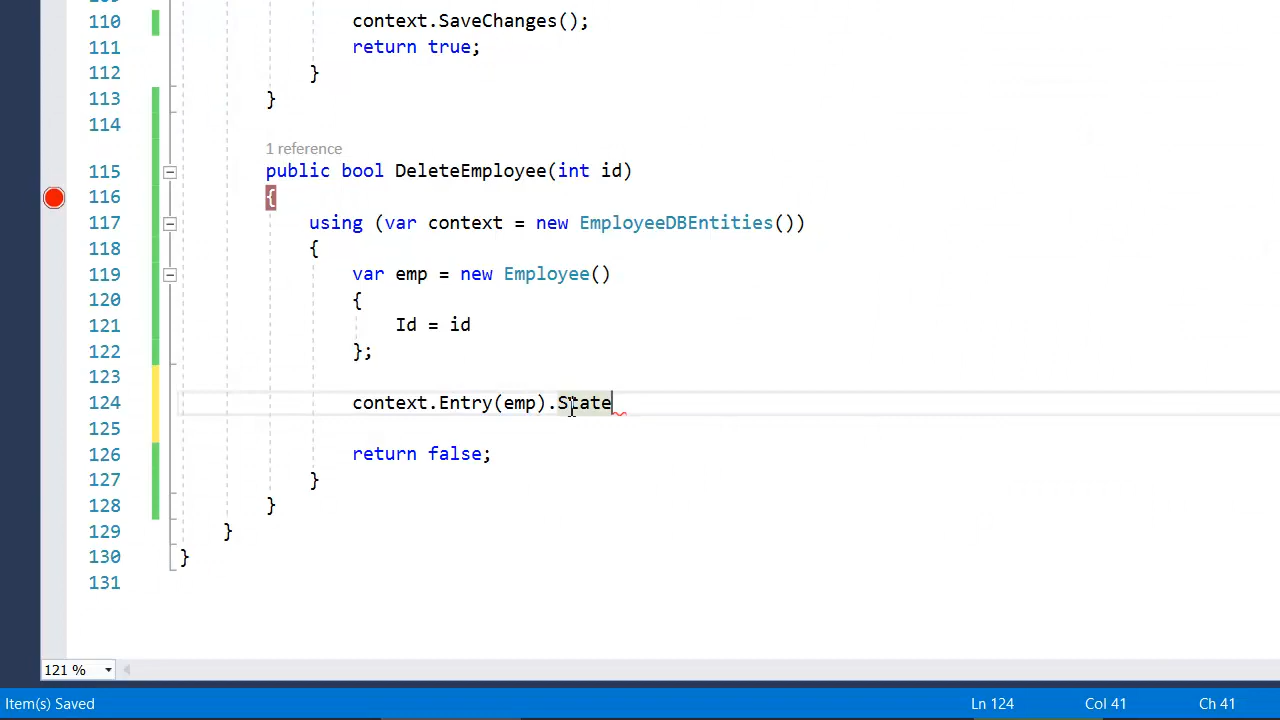 110 context.SaveChanges();
111 return true;
112 }
113 }
114
1 reference
115 public bool DeleteEmployee(int id)
116 {
117 using (var context = new EmployeeDBEntities())
118 {
119 var emp = new Employee()
120 {
121 Id = id
122 };
123
124 context.Entry(emp).State
125
126 return false;
127 }
128 }
129 }
130 }
131
121 %
Item(s) Saved Ln 124 Col 41 Ch 41